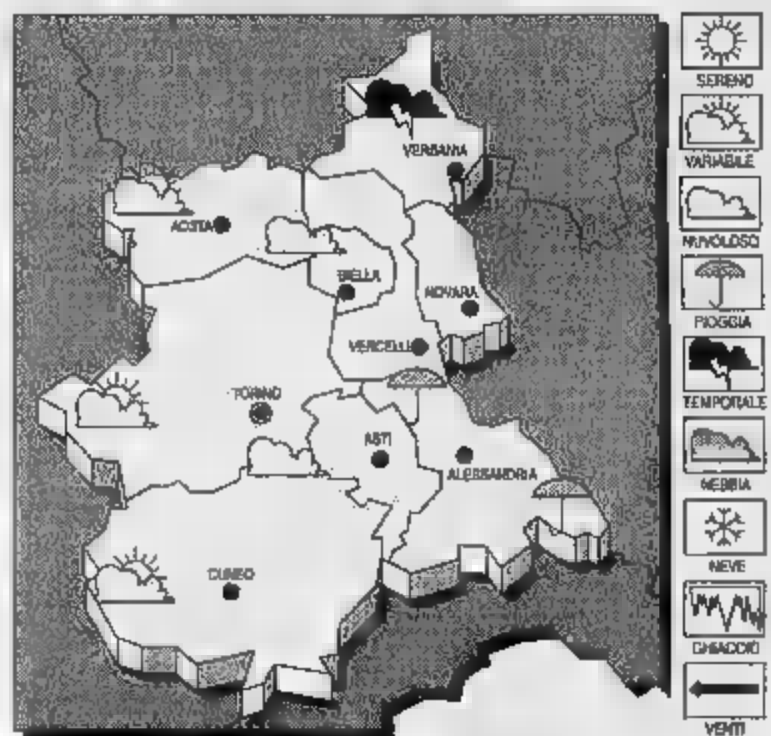 VERBANIA
AOSTA
BIELLA
NOVARA
VERCELLI
TORINO
ASTI
ALESSANDRIA
CUNEO
SERENO
VARIABILE
NUVOLOSO
PIOGGIA
TEMPORALE
NEBBIA
NEVE
GHIACCIO
VENTI